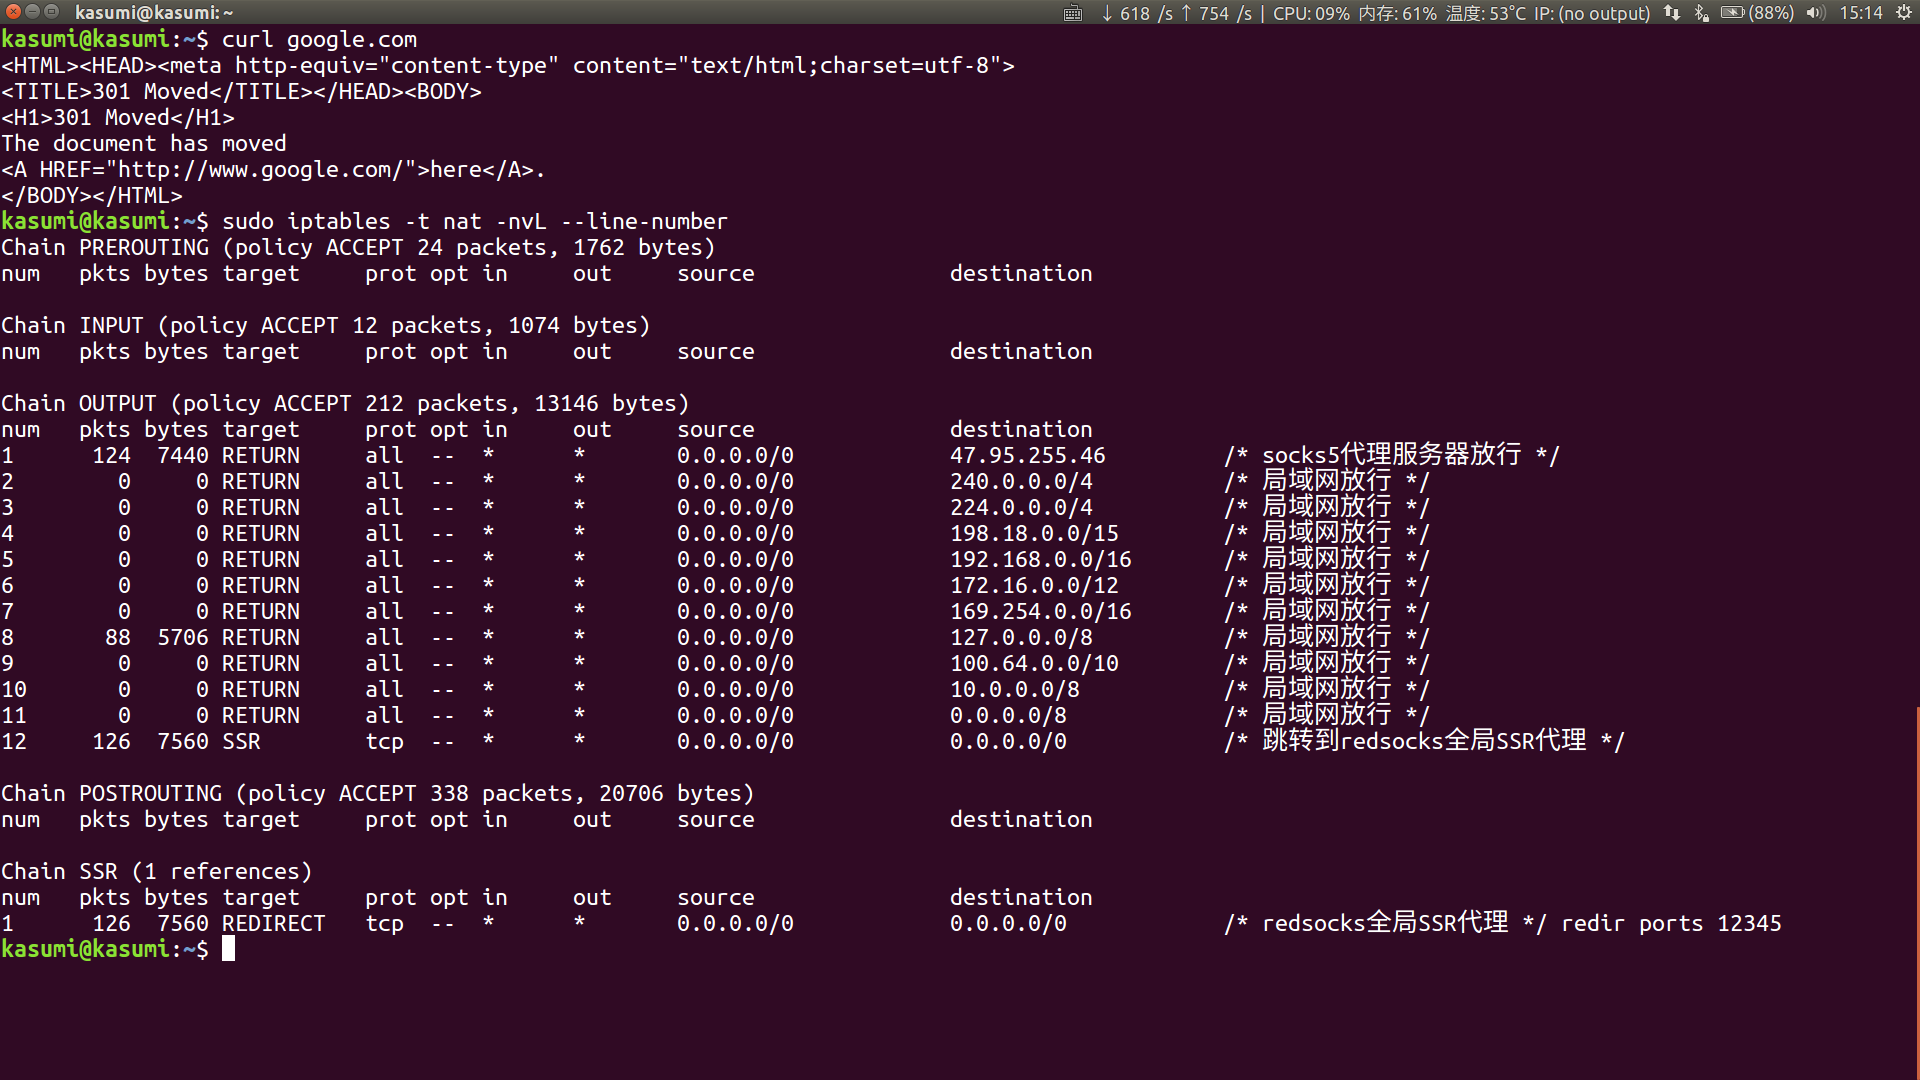 kasumi@kasumi: ~
↓ 618 /s ↑ 754 /s | CPU: 09% 内存: 61% 温度: 53°C IP: (no output) (88%) 15:14
kasumi@kasumi:~$ curl google.com
<HTML><HEAD><meta http-equiv="content-type" content="text/html;charset=utf-8">
<TITLE>301 Moved</TITLE></HEAD><BODY>
<H1>301 Moved</H1>
The document has moved
<A HREF="http://www.google.com/">here</A>.
</BODY></HTML>
kasumi@kasumi:~$ sudo iptables -t nat -nvL --line-number
Chain PREROUTING (policy ACCEPT 24 packets, 1762 bytes)
num   pkts bytes target     prot opt in     out     source               destination

Chain INPUT (policy ACCEPT 12 packets, 1074 bytes)
num   pkts bytes target     prot opt in     out     source               destination

Chain OUTPUT (policy ACCEPT 212 packets, 13146 bytes)
num   pkts bytes target     prot opt in     out     source               destination
1      124  7440 RETURN     all  --  *      *       0.0.0.0/0            47.95.255.46         /* socks5代理服务器放行 */
2        0     0 RETURN     all  --  *      *       0.0.0.0/0            240.0.0.0/4          /* 局域网放行 */
3        0     0 RETURN     all  --  *      *       0.0.0.0/0            224.0.0.0/4          /* 局域网放行 */
4        0     0 RETURN     all  --  *      *       0.0.0.0/0            198.18.0.0/15        /* 局域网放行 */
5        0     0 RETURN     all  --  *      *       0.0.0.0/0            192.168.0.0/16       /* 局域网放行 */
6        0     0 RETURN     all  --  *      *       0.0.0.0/0            172.16.0.0/12        /* 局域网放行 */
7        0     0 RETURN     all  --  *      *       0.0.0.0/0            169.254.0.0/16       /* 局域网放行 */
8       88  5706 RETURN     all  --  *      *       0.0.0.0/0            127.0.0.0/8          /* 局域网放行 */
9        0     0 RETURN     all  --  *      *       0.0.0.0/0            100.64.0.0/10        /* 局域网放行 */
10       0     0 RETURN     all  --  *      *       0.0.0.0/0            10.0.0.0/8           /* 局域网放行 */
11       0     0 RETURN     all  --  *      *       0.0.0.0/0            0.0.0.0/8            /* 局域网放行 */
12     126  7560 SSR        tcp  --  *      *       0.0.0.0/0            0.0.0.0/0            /* 跳转到redsocks全局SSR代理 */

Chain POSTROUTING (policy ACCEPT 338 packets, 20706 bytes)
num   pkts bytes target     prot opt in     out     source               destination

Chain SSR (1 references)
num   pkts bytes target     prot opt in     out     source               destination
1      126  7560 REDIRECT   tcp  --  *      *       0.0.0.0/0            0.0.0.0/0            /* redsocks全局SSR代理 */ redir ports 12345
kasumi@kasumi:~$